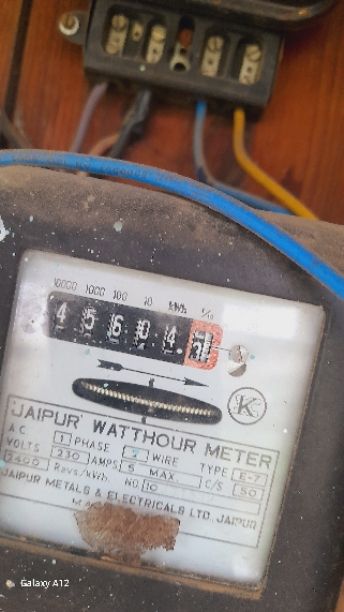 10000 1000 100 10 kWh 1/10
4 5 6 0 4
K
'JAIPUR' WATTHOUR METER
A C 1 PHASE WIRE TYPE E-7
VOLTS 230 AMPS 5 MAX. C/S 50
2400 Revs/kWh. NO 10
JAIPUR METALS & ELECTRICALS LTD., JAIPUR
Galaxy A12